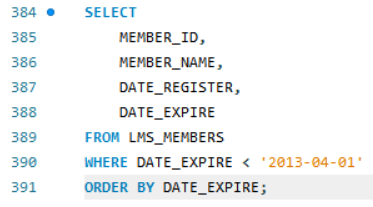 384 SELECT
385 MEMBER_ID,
386 MEMBER_NAME,
387 DATE_REGISTER,
388 DATE_EXPIRE
389 FROM LMS_MEMBERS
390 WHERE DATE_EXPIRE < '2013-04-01'
391 ORDER BY DATE_EXPIRE;